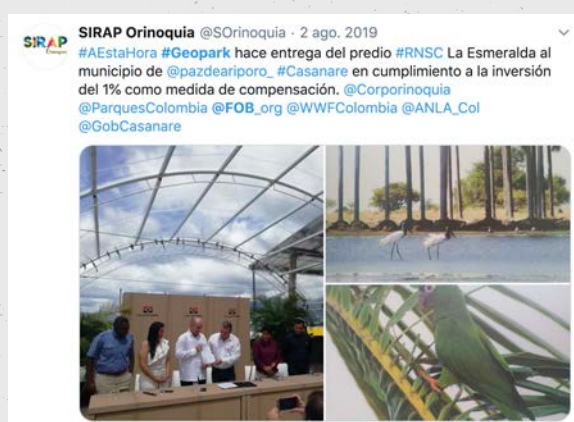 SIRAP
SIRAP Orinoquia @SOrinoquia · 2 ago. 2019
#AEstaHora #Geopark hace entrega del predio #RNSC La Esmeralda al
municipio de @pazdeariporo_ #Casanare en cumplimiento a la inversión
del 1% como medida de compensación. @Corporinoquia
@ParquesColombia @FOB_org @WWFColombia @ANLA_Col
@GobCasanare